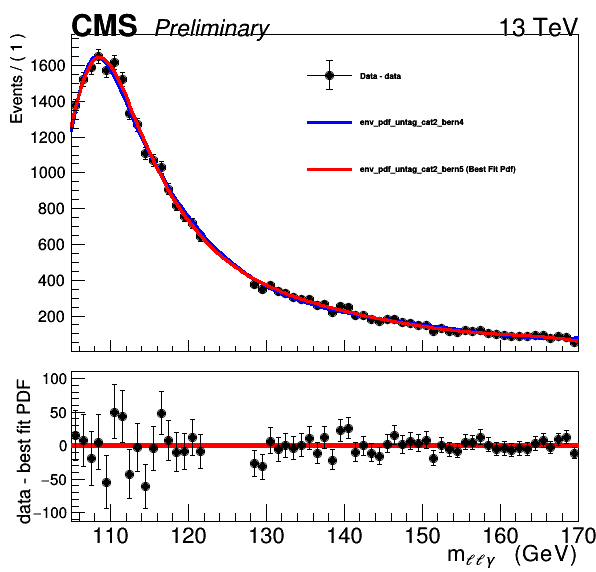 CMS Preliminary 13 TeV
Events / ( 1 )
1600
1400
1200
1000
800
600
400
200
Data - data
env_pdf_untag_cat2_bern4
env_pdf_untag_cat2_bern5 (Best Fit Pdf)
data - best fit PDF
100
50
0
−50
−100
110 120 130 140 150 160 170
m_ℓℓγ (GeV)